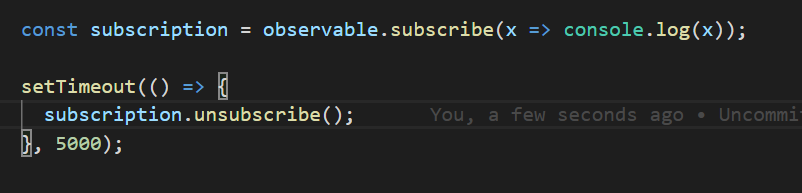 const subscription = observable.subscribe(x => console.log(x));
setTimeout(() => {
subscription.unsubscribe(); You, a few seconds ago • Uncommi
}, 5000);